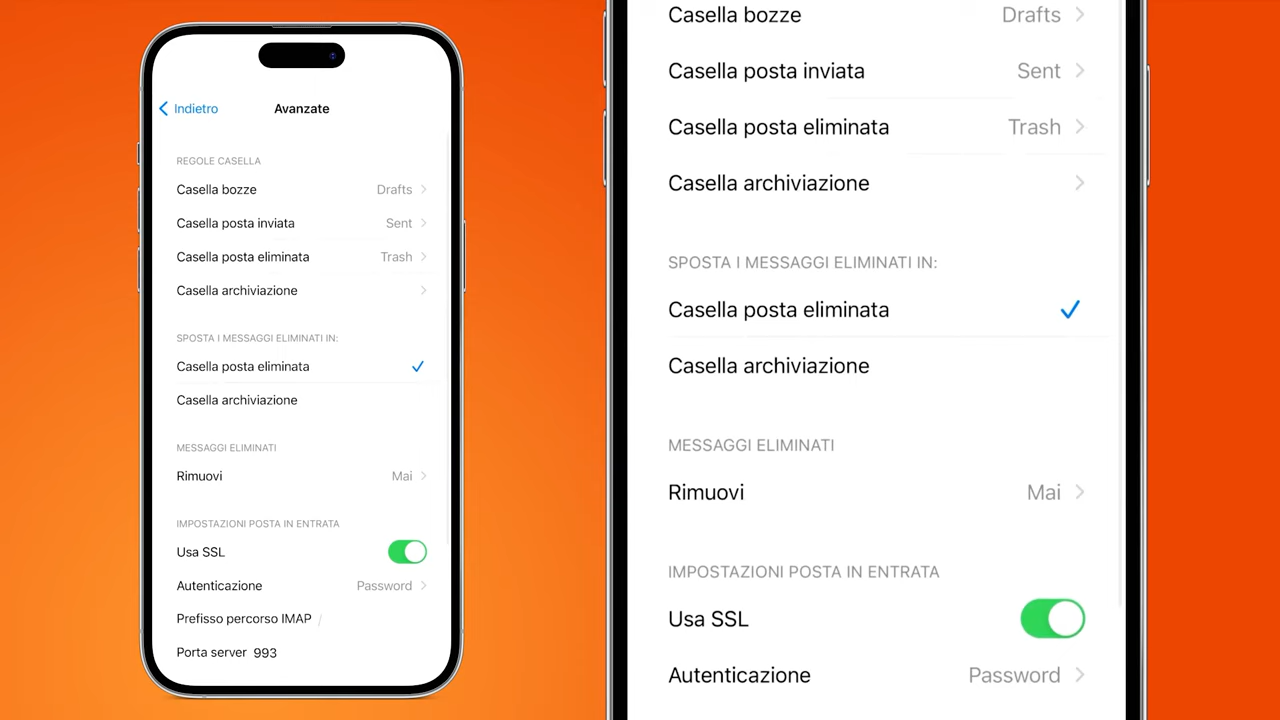 Indietro
Avanzate
REGOLE CASELLA
Casella bozze Drafts
Casella posta inviata Sent
Casella posta eliminata Trash
Casella archiviazione
SPOSTA I MESSAGGI ELIMINATI IN:
Casella posta eliminata
Casella archiviazione
MESSAGGI ELIMINATI
Rimuovi Mai
IMPOSTAZIONI POSTA IN ENTRATA
Usa SSL
Autenticazione Password
Prefisso percorso IMAP /
Porta server 993
Casella bozze Drafts
Casella posta inviata Sent
Casella posta eliminata Trash
Casella archiviazione
SPOSTA I MESSAGGI ELIMINATI IN:
Casella posta eliminata
Casella archiviazione
MESSAGGI ELIMINATI
Rimuovi Mai
IMPOSTAZIONI POSTA IN ENTRATA
Usa SSL
Autenticazione Password